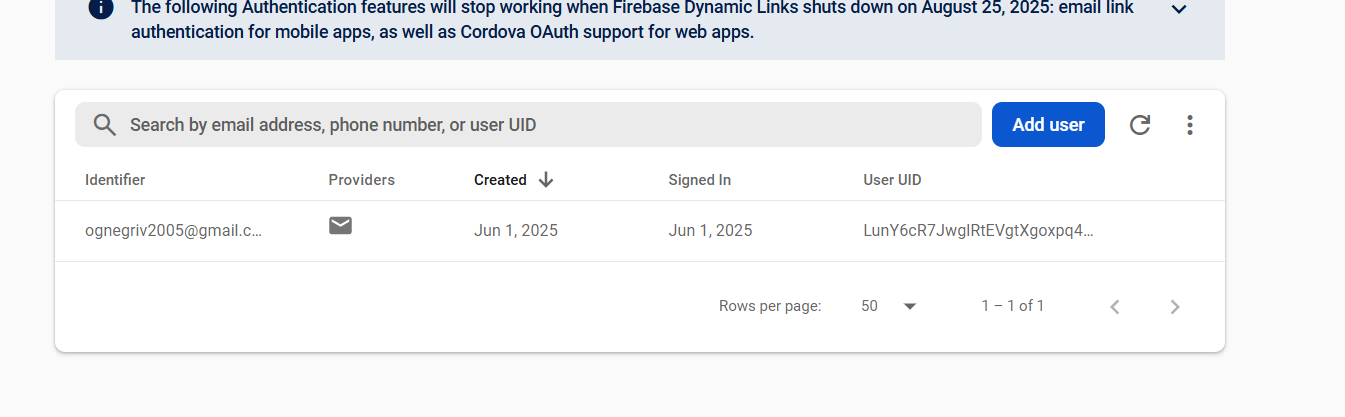 The following Authentication features will stop working when Firebase Dynamic Links shuts down on August 25, 2025: email link
authentication for mobile apps, as well as Cordova OAuth support for web apps.
Search by email address, phone number, or user UID
Add user
Identifier Providers Created Signed In User UID
ognegriv2005@gmail.c... Jun 1, 2025 Jun 1, 2025 LunY6cR7JwglRtEVgtXgoxpq4...
Rows per page: 50 1 – 1 of 1